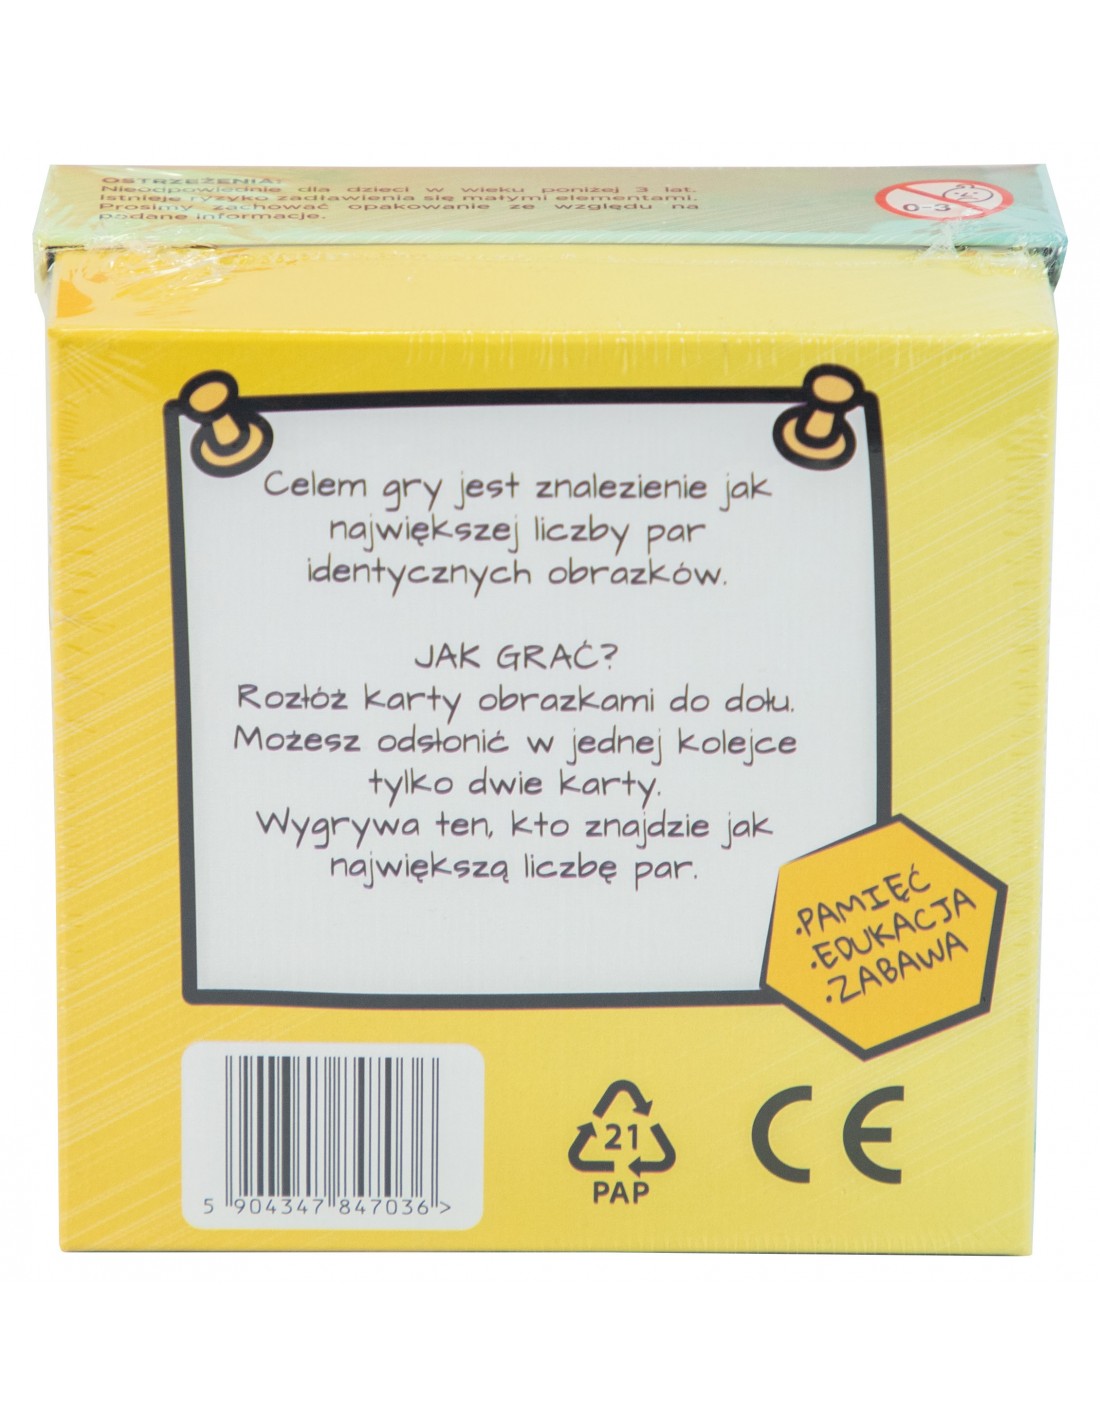 OSTRZEŻENIA:
Nieodpowiednie dla dzieci w wieku poniżej 3 lat.
Istnieje ryzyko zadławienia się małymi elementami.
Prosimy zachować opakowanie ze względu na
podane informacje.
0-3
Celem gry jest znalezienie jak
największej liczby par
identycznych obrazków.
JAK GRAĆ?
Rozłóż karty obrazkami do dołu.
Możesz odsłonić w jednej kolejce
tylko dwie karty.
Wygrywa ten, kto znajdzie jak
największą liczbę par.
•PAMIĘĆ
•EDUKACJA
•ZABAWA
5 904347 847036 >
21
PAP
CE